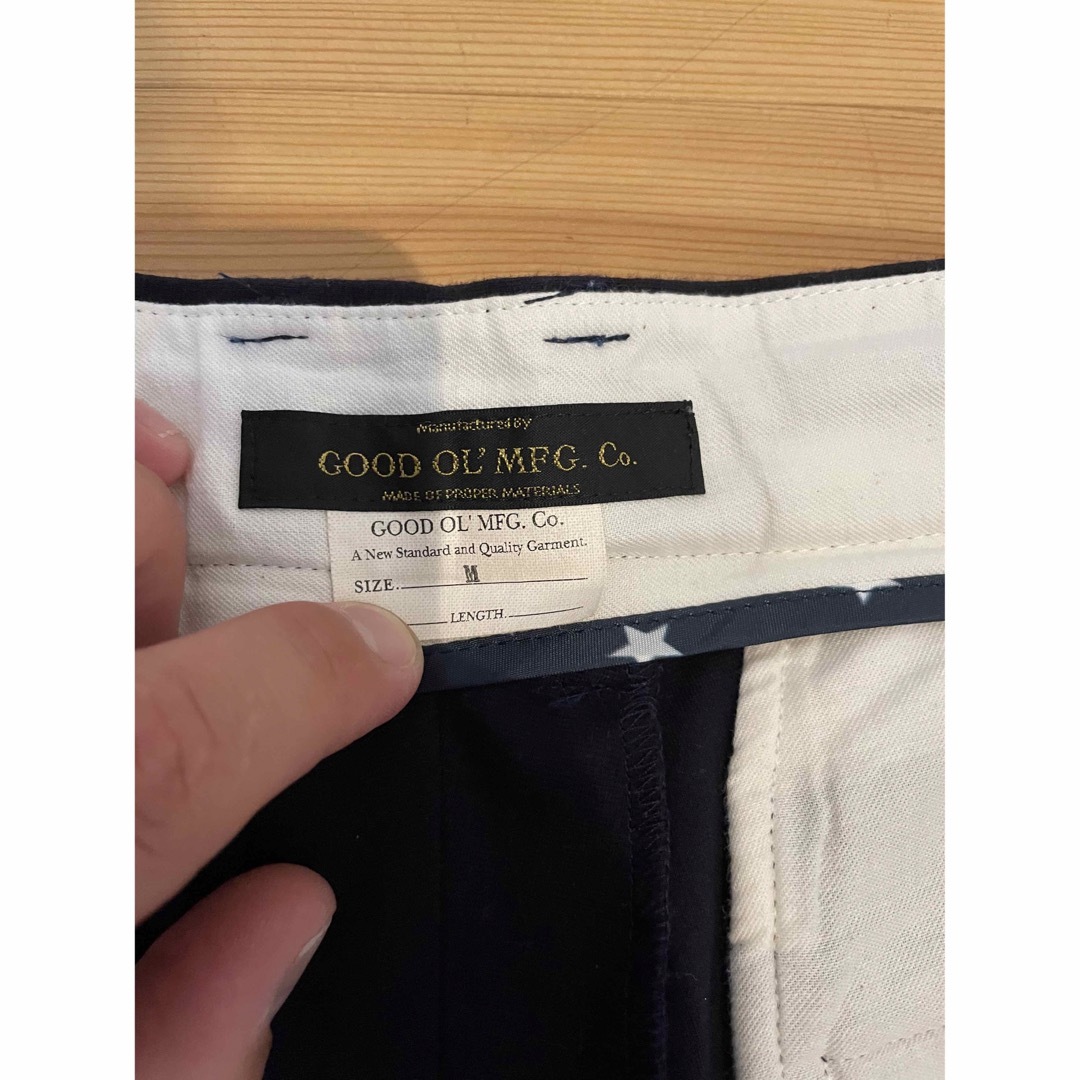 Manufactured By
GOOD OL' MFG. Co.
MADE OF PROPER MATERIALS
GOOD OL' MFG. Co.
A New Standard and Quality Garment.
SIZE. M
LENGTH.